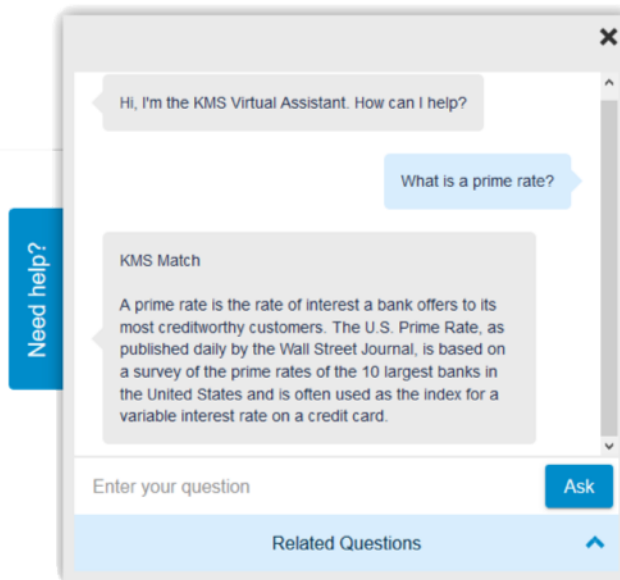 Hi, I'm the KMS Virtual Assistant. How can I help?
What is a prime rate?
Need help?
KMS Match
A prime rate is the rate of interest a bank offers to its
most creditworthy customers. The U.S. Prime Rate, as
published daily by the Wall Street Journal, is based on
a survey of the prime rates of the 10 largest banks in
the United States and is often used as the index for a
variable interest rate on a credit card.
Enter your question
Ask
Related Questions